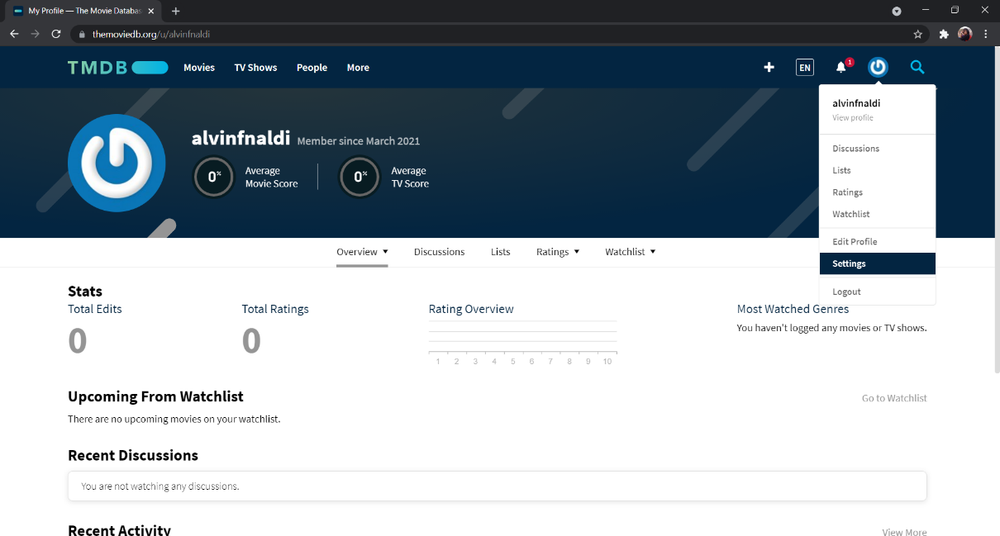 My Profile — The Movie Databas
themoviedb.org/u/alvinfnaldi
TMDB Movies TV Shows People More EN 1
alvinfnaldi
View profile
Discussions
Lists
Ratings
Watchlist
Edit Profile
Settings
Logout
alvinfnaldi Member since March 2021
0% Average Movie Score
0% Average TV Score
Overview Discussions Lists Ratings Watchlist
Stats
Total Edits
0
Total Ratings
0
Rating Overview
1 2 3 4 5 6 7 8 9 10
Most Watched Genres
You haven't logged any movies or TV shows.
Upcoming From Watchlist
Go to Watchlist
There are no upcoming movies on your watchlist.
Recent Discussions
You are not watching any discussions.
Recent Activity
View More